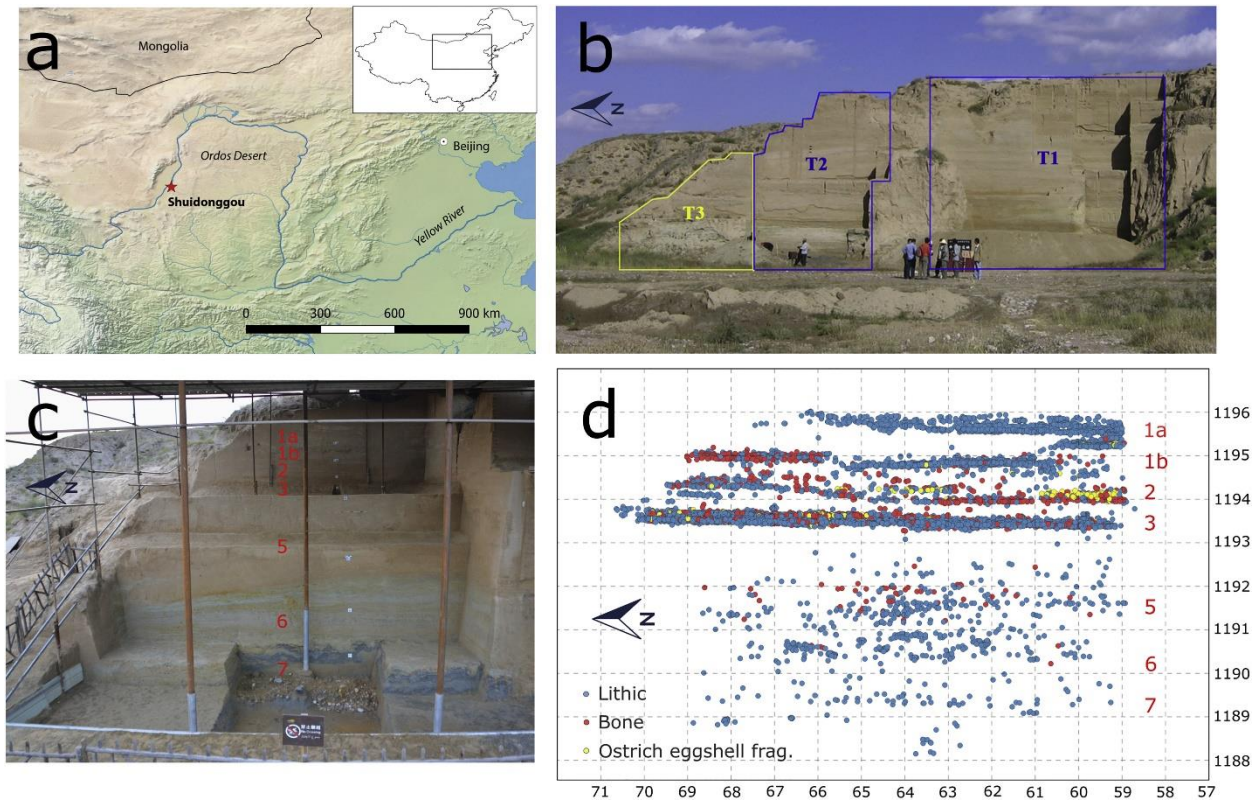 a
Mongolia
Ordos Desert
Beijing
Shuidonggou
Yellow River
0 300 600 900 km
b
N
T1
T2
T3
c
1a
1b
2
3
5
6
7
N
d
1196
1a
1195
1b
2
1194
3
1193
1192
5
N
1191
6
1190
Lithic
7
Bone
1189
Ostrich eggshell frag.
1188
71 70 69 68 67 66 65 64 63 62 61 60 59 58 57